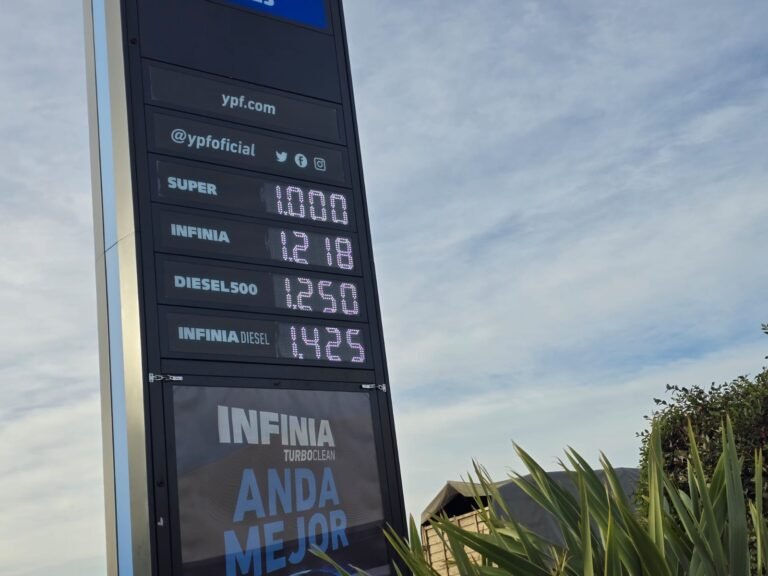 ypf.com
@ypfoficial
SUPER 1.000
INFINIA 1.218
DIESEL500 1.250
INFINIA DIESEL 1.425
INFINIA
TURBOCLEAN
ANDA
MEJOR